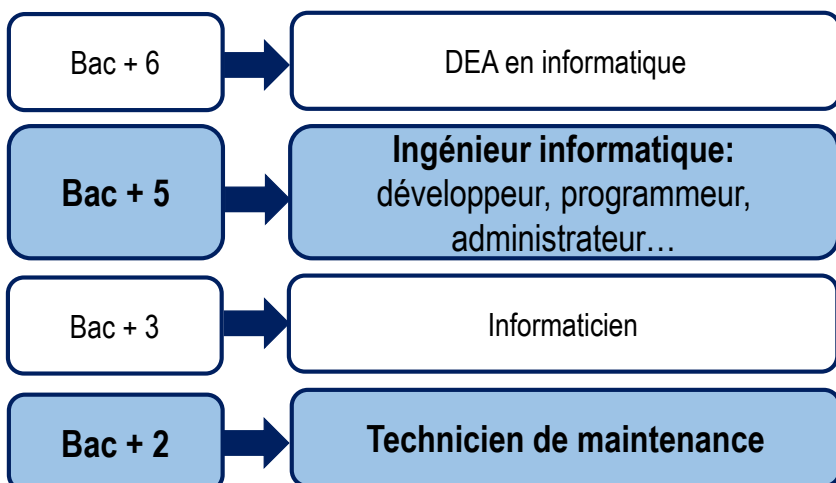 Bac + 6
DEA en informatique
Bac + 5
Ingénieur informatique:
développeur, programmeur,
administrateur…
Bac + 3
Informaticien
Bac + 2
Technicien de maintenance